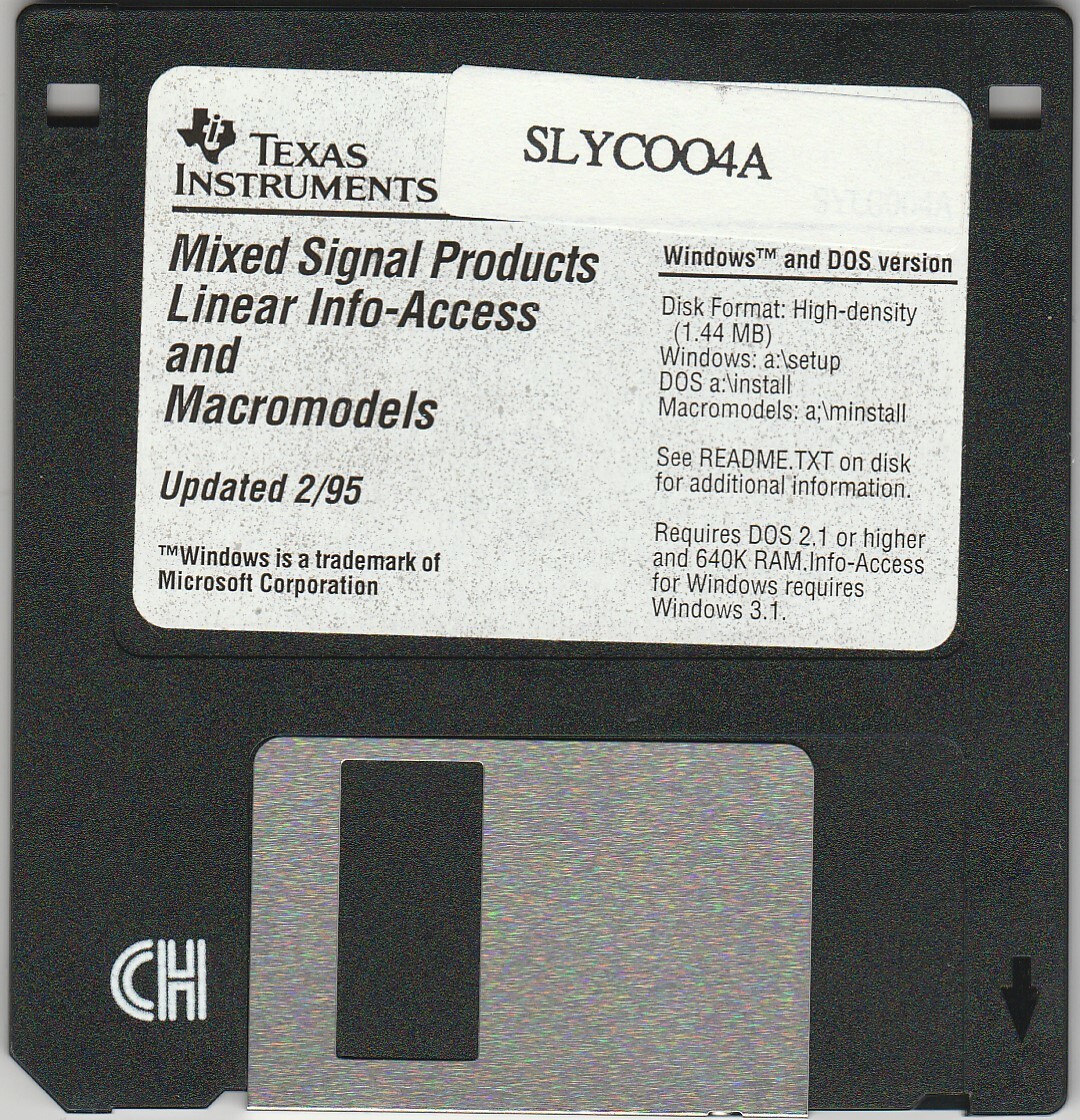 TEXAS
INSTRUMENTS
SLYC004A
Mixed Signal Products
Linear Info-Access
and
Macromodels
Updated 2/95
™Windows is a trademark of
Microsoft Corporation
Windows™ and DOS version
Disk Format: High-density
(1.44 MB)
Windows: a:\setup
DOS a:\install
Macromodels: a;\minstall
See README.TXT on disk
for additional information.
Requires DOS 2.1 or higher
and 640K RAM.Info-Access
for Windows requires
Windows 3.1.
CH